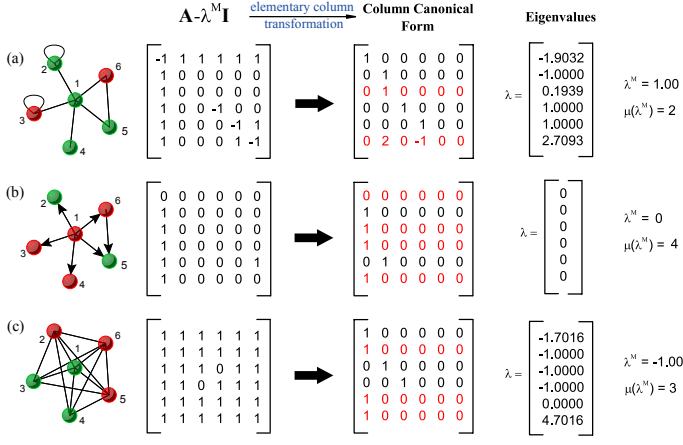 A-λᴹI
elementary column
transformation
Column Canonical
Form
Eigenvalues
(a)
2
6
1
3
5
4
-1 1 1 1 1 1
1 0 0 0 0 0
1 0 0 0 0 0
1 0 0 -1 0 0
1 0 0 0 -1 1
1 0 0 0 1 -1
1 0 0 0 0 0
0 1 0 0 0 0
0 1 0 0 0 0
0 0 1 0 0 0
0 0 0 1 0 0
0 2 0 -1 0 0
λ =
-1.9032
-1.0000
0.1939
1.0000
1.0000
2.7093
λᴹ = 1.00
μ(λᴹ) = 2
(b)
2
1
6
3
5
4
0 0 0 0 0 0
1 0 0 0 0 0
1 0 0 0 0 0
1 0 0 0 0 0
1 0 0 0 0 1
1 0 0 0 0 0
0 0 0 0 0 0
1 0 0 0 0 0
1 0 0 0 0 0
1 0 0 0 0 0
0 1 0 0 0 0
1 0 0 0 0 0
λ =
0
0
0
0
0
0
λᴹ = 0
μ(λᴹ) = 4
(c)
2
6
1
3
5
4
1 1 1 1 1 1
1 1 1 1 1 1
1 1 1 0 1 1
1 1 0 1 1 1
1 1 1 1 1 1
1 1 1 1 1 1
1 0 0 0 0 0
1 0 0 0 0 0
0 1 0 0 0 0
0 0 1 0 0 0
1 0 0 0 0 0
1 0 0 0 0 0
λ =
-1.7016
-1.0000
-1.0000
-1.0000
0.0000
4.7016
λᴹ = -1.00
μ(λᴹ) = 3